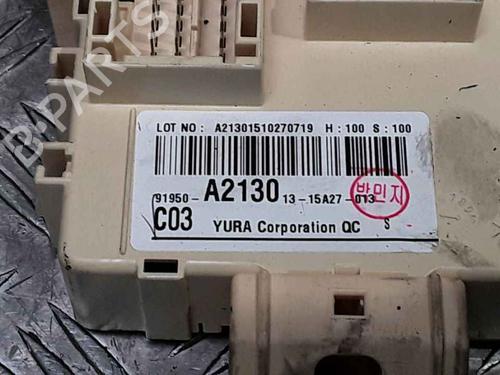 B-PARTS
LOT NO : A21301510270719 H : 100 S : 100
91950- A2130 13-15A27-013
반민지
C03 YURA Corporation QC S